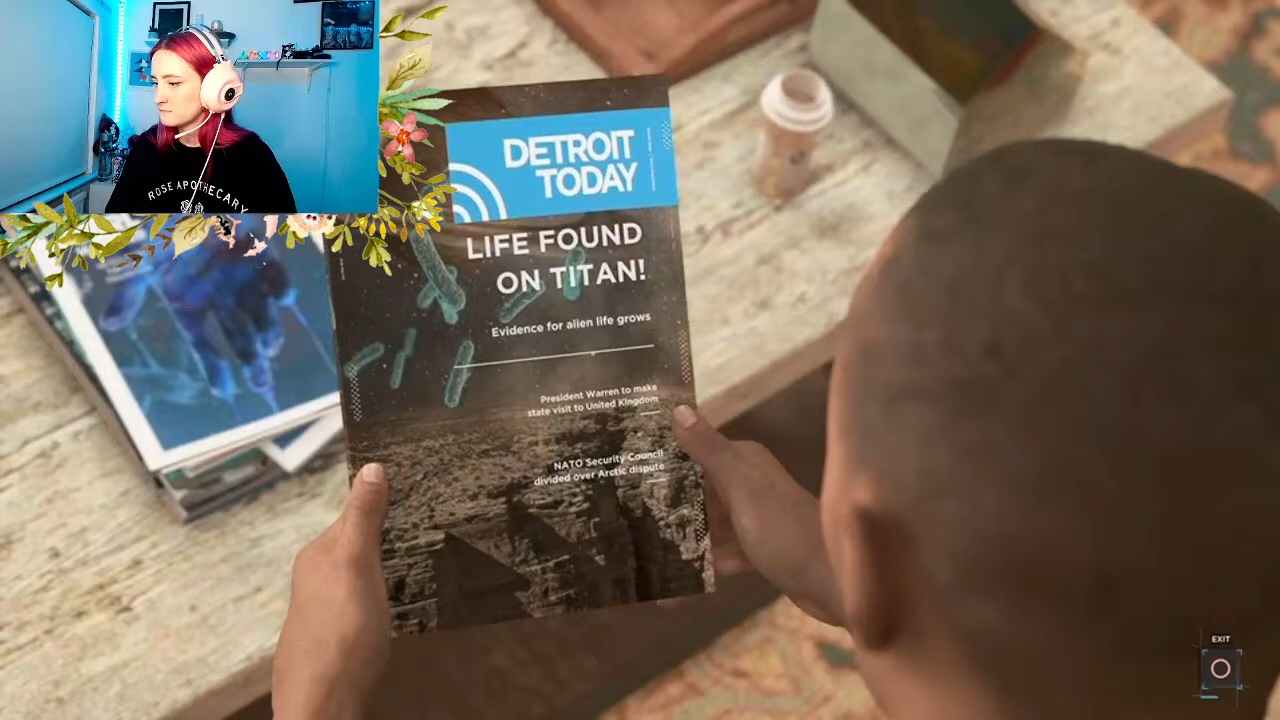 ROSE APOTHECARY
DETROIT
TODAY
LIFE FOUND
ON TITAN!
Evidence for alien life grows
President Warren to make
state visit to United Kingdom
NATO Security Council
divided over Arctic dispute
EXIT